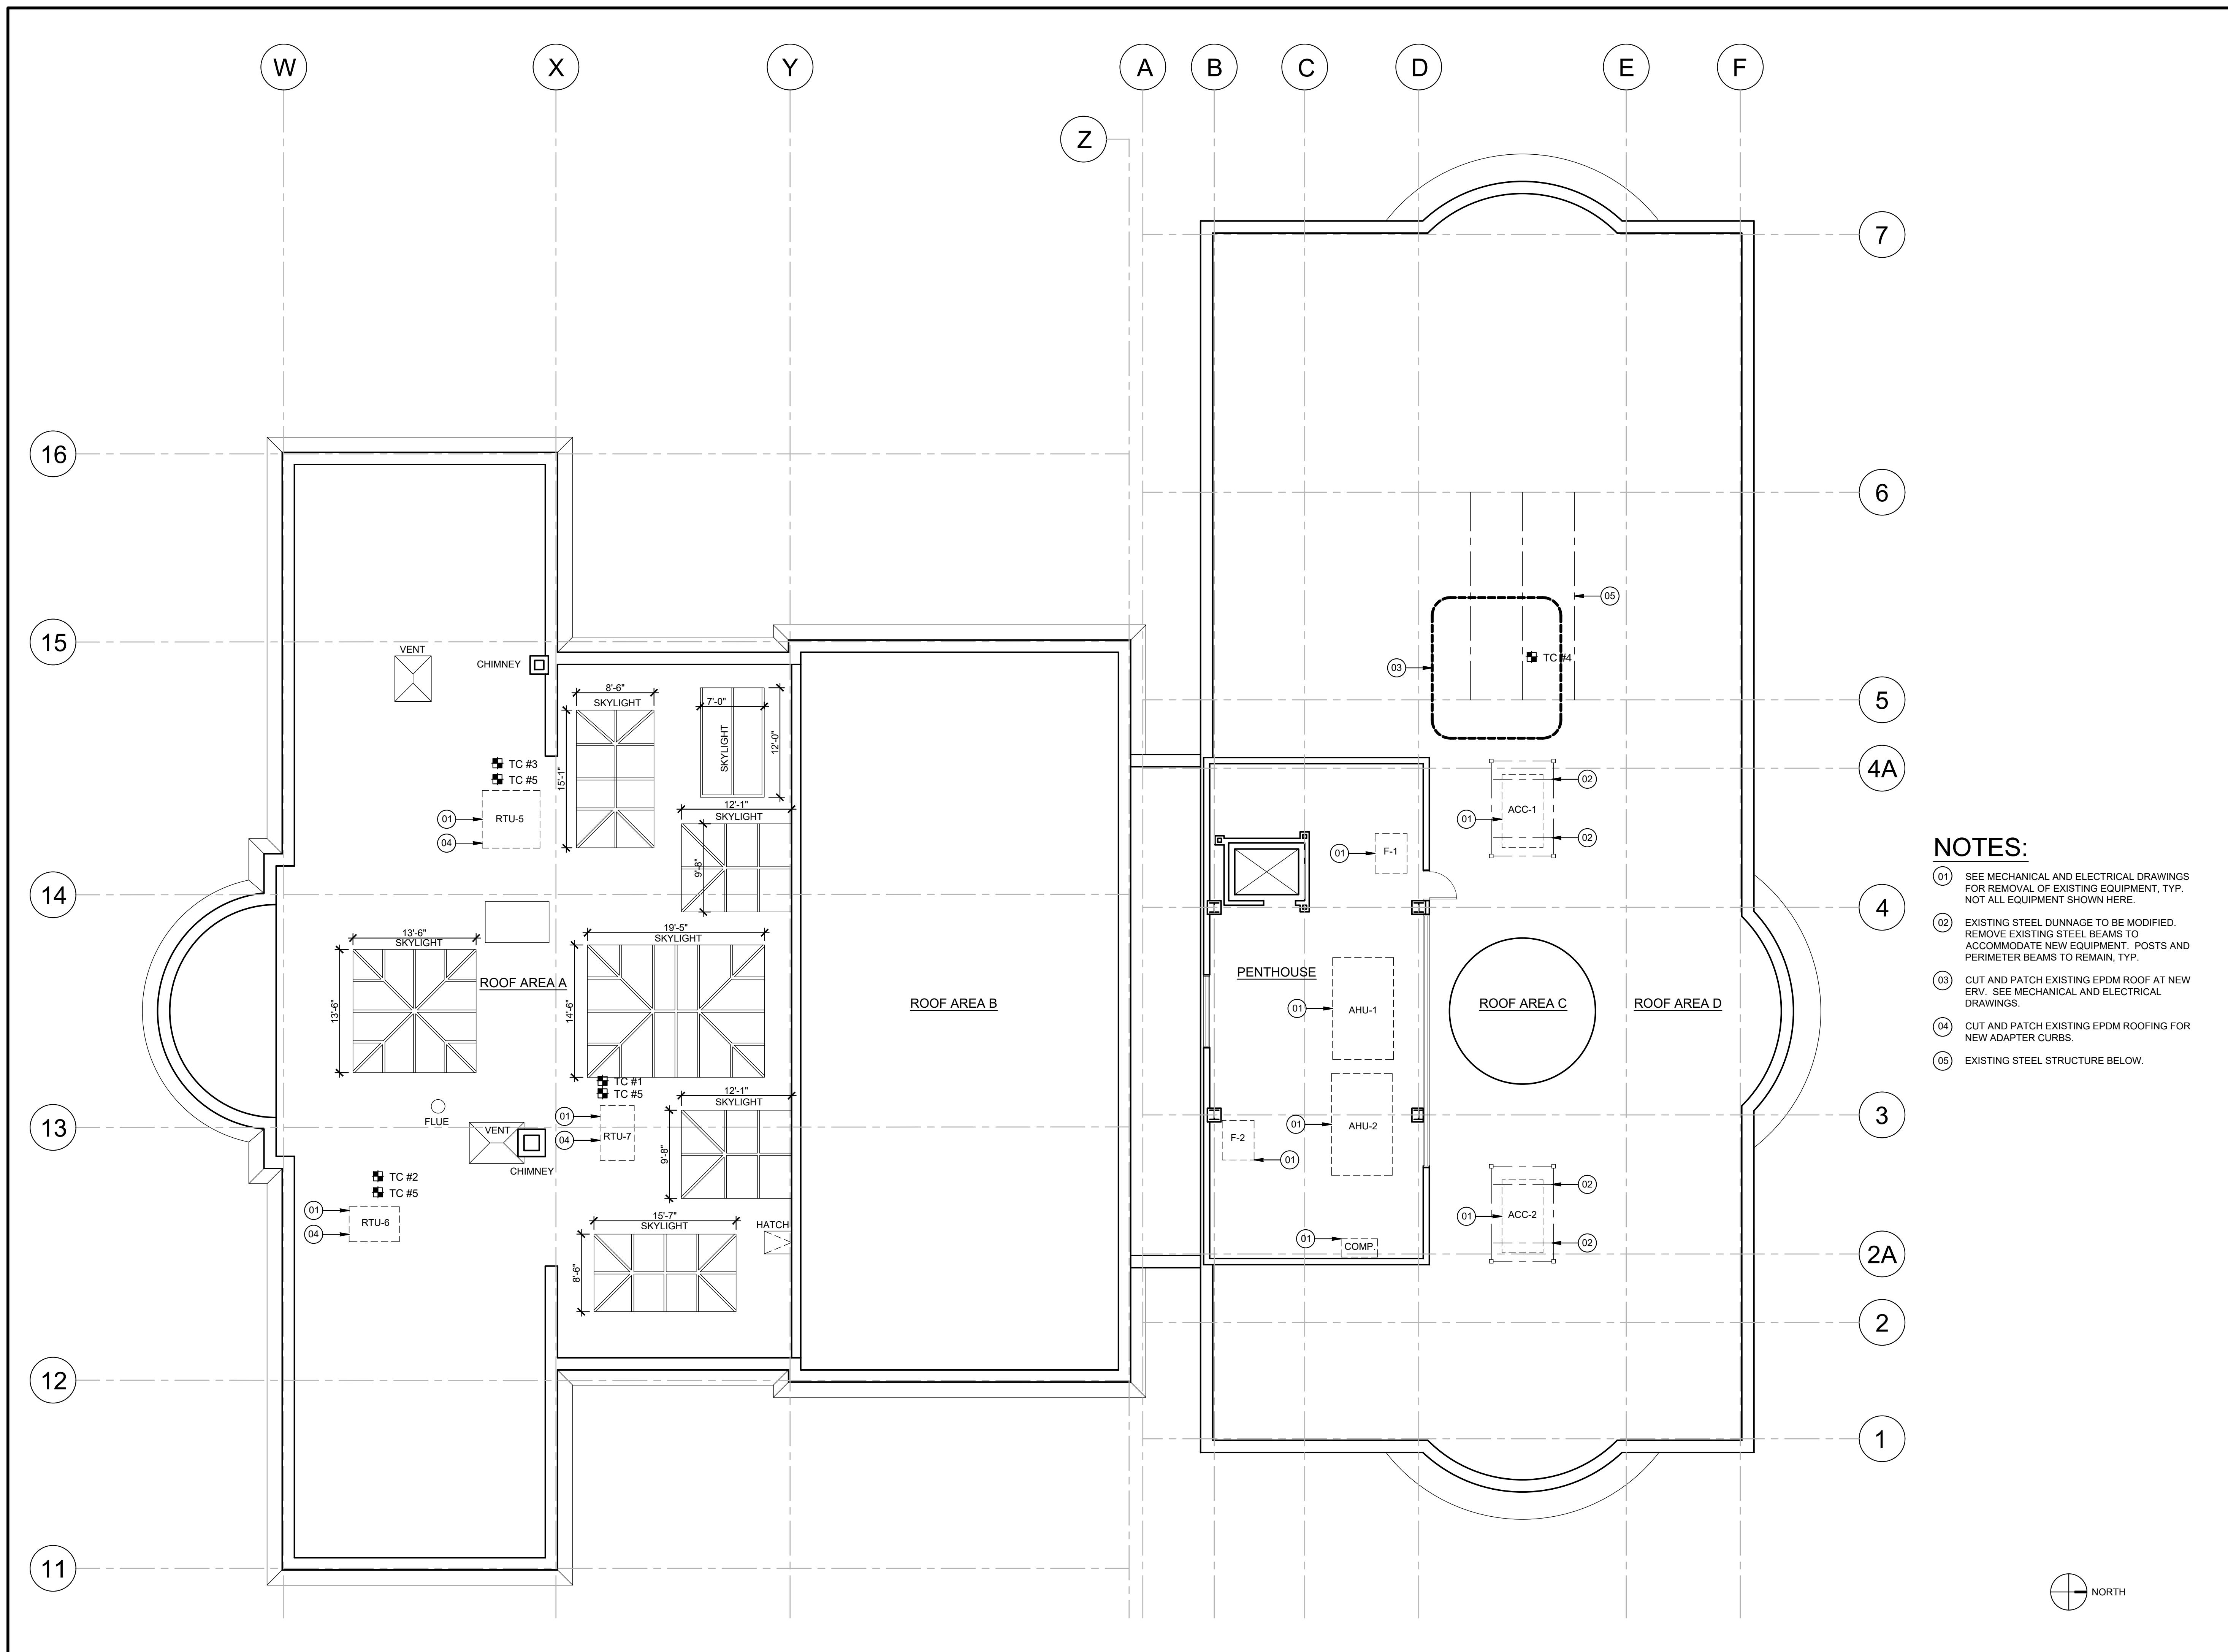 W
X
Y
A
B
C
D
E
F
Z
7
16
6
05
15
VENT
CHIMNEY
TC #4
03
8'-6"
SKYLIGHT
7'-0"
5
SKYLIGHT
12'-0"
TC #3
TC #5
15'-1"
4A
02
01
RTU-5
04
12'-1"
SKYLIGHT
9'-8"
ACC-1
01
02
01
F-1
14
4
19'-5"
SKYLIGHT
13'-6"
SKYLIGHT
13'-6"
ROOF AREA A
14'-6"
ROOF AREA B
PENTHOUSE
01
AHU-1
ROOF AREA C
ROOF AREA D
TC #1
TC #5
12'-1"
SKYLIGHT
FLUE
13
VENT
CHIMNEY
01
04
RTU-7
9'-8"
3
01
AHU-2
F-2
01
TC #2
TC #5
01
04
RTU-6
15'-7"
SKYLIGHT
HATCH
8'-6"
02
01
ACC-2
02
01
COMP.
2A
2
12
1
11
NOTES:
01 SEE MECHANICAL AND ELECTRICAL DRAWINGS
FOR REMOVAL OF EXISTING EQUIPMENT, TYP.
NOT ALL EQUIPMENT SHOWN HERE.
02 EXISTING STEEL DUNNAGE TO BE MODIFIED.
REMOVE EXISTING STEEL BEAMS TO
ACCOMMODATE NEW EQUIPMENT. POSTS AND
PERIMETER BEAMS TO REMAIN, TYP.
03 CUT AND PATCH EXISTING EPDM ROOF AT NEW
ERV. SEE MECHANICAL AND ELECTRICAL
DRAWINGS.
04 CUT AND PATCH EXISTING EPDM ROOFING FOR
NEW ADAPTER CURBS.
05 EXISTING STEEL STRUCTURE BELOW.
NORTH